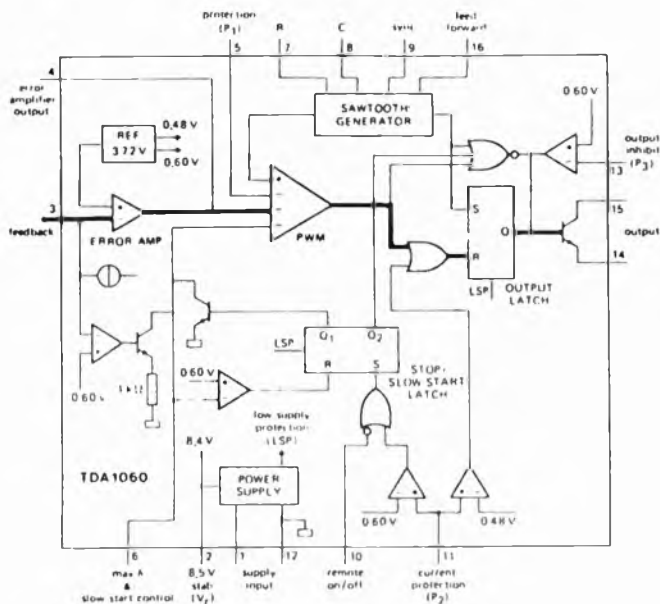 protection
(P1)
R
C
sync
feed
forward
5
7
8
9
16
4
error
amplifier
output
SAWTOOTH-
GENERATOR
0.60 V
REF
3.72 V
0.48 V
0.60 V
output
inhibit
(P3)
13
3
feedback
ERROR AMP
PWM
S
R
Q
15
output
14
LSP
OUTPUT
LATCH
LSP
Q1
Q2
R
S
STOP/
SLOW START
LATCH
0.60 V
1 kΩ
0.60 V
low supply
protection
(LSP)
8.4 V
TDA1060
POWER
SUPPLY
0.60 V
0.48 V
6
2
1
12
10
11
max δ
&
slow start control
8.5 V
stab
(Vz)
supply
input
remote
on/off
current
protection
(P2)